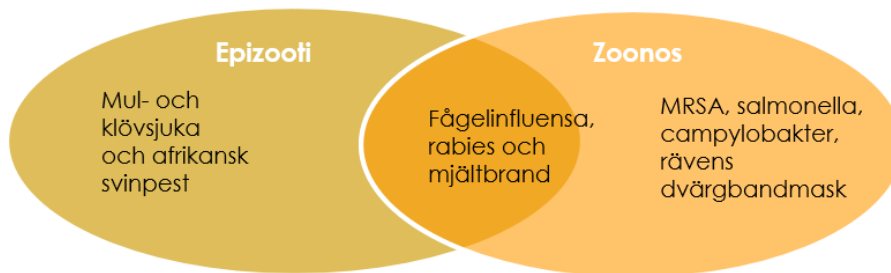 Epizooti
Mul- och
klövsjuka
och afrikansk
svinpest
Fågelinfluensa,
rabies och
mjältbrand
Zoonos
MRSA, salmonella,
campylobakter,
rävens
dvärgbandmask